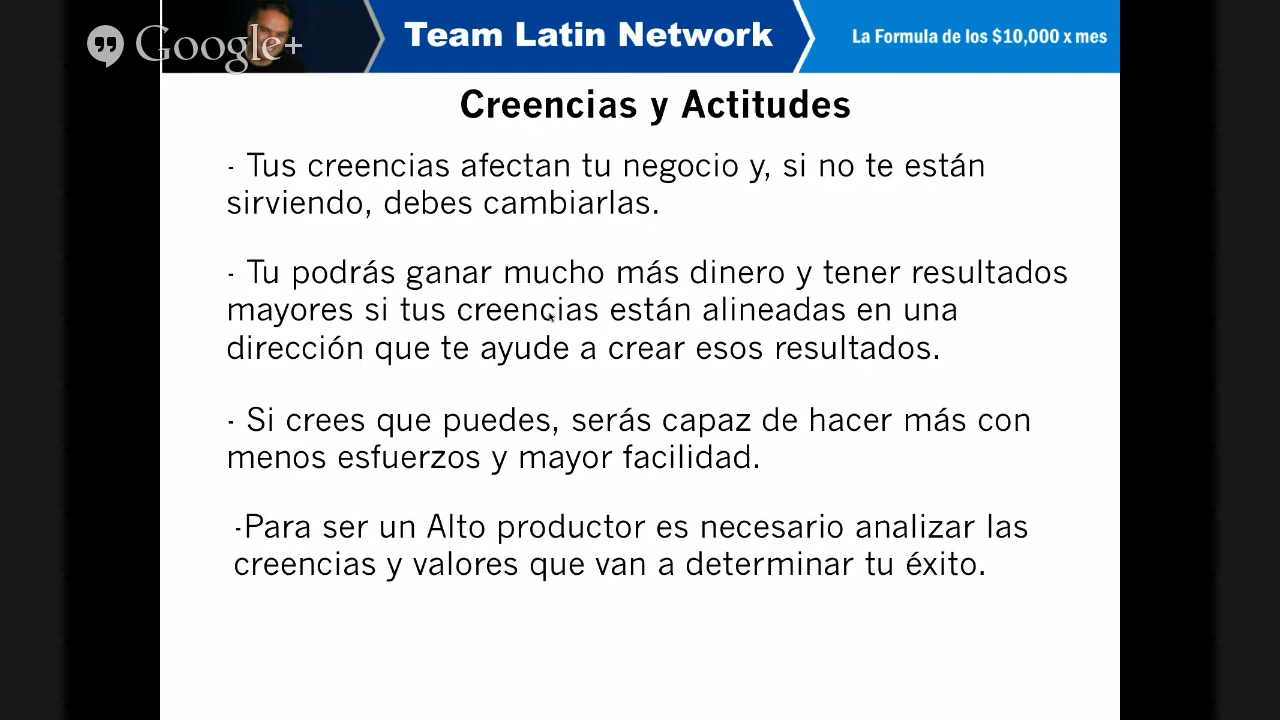 Google+
Team Latin Network
La Formula de los $10,000 x mes
Creencias y Actitudes
- Tus creencias afectan tu negocio y, si no te están
sirviendo, debes cambiarlas.
- Tu podrás ganar mucho más dinero y tener resultados
mayores si tus creencias están alineadas en una
dirección que te ayude a crear esos resultados.
- Si crees que puedes, serás capaz de hacer más con
menos esfuerzos y mayor facilidad.
-Para ser un Alto productor es necesario analizar las
creencias y valores que van a determinar tu éxito.